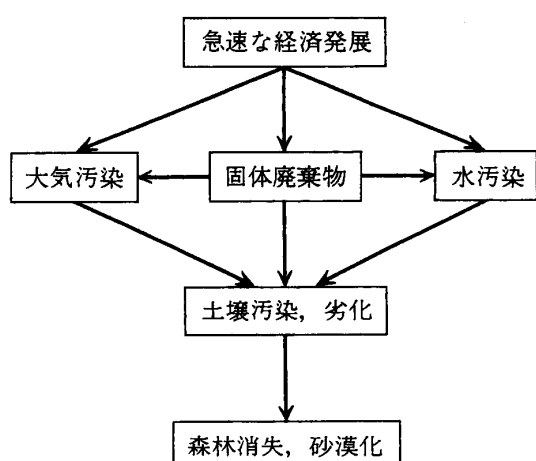 急速な経済発展
大気汚染
固体廃棄物
水汚染
土壌汚染，劣化
森林消失，砂漠化